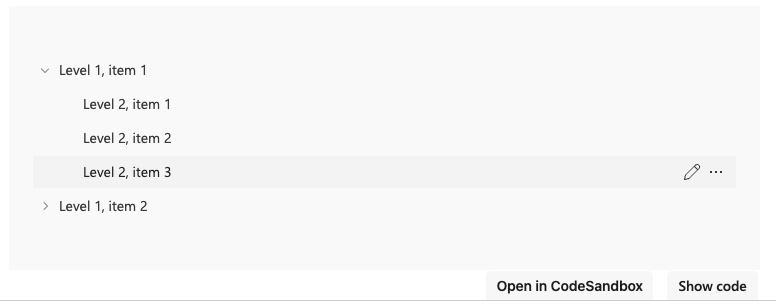 Level 1, item 1
Level 2, item 1
Level 2, item 2
Level 2, item 3
Level 1, item 2
Open in CodeSandbox Show code